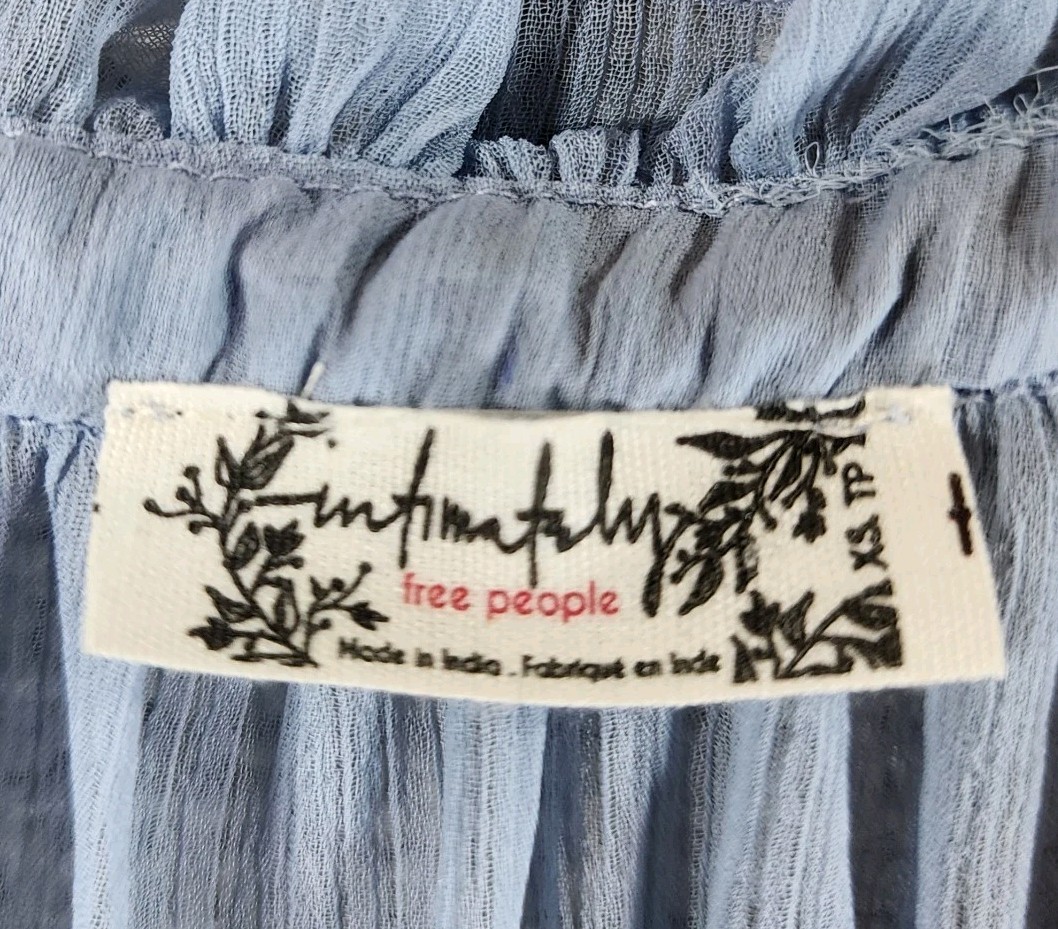 intimately
free people
Made in India . Fabriqué en Inde
XS. TP